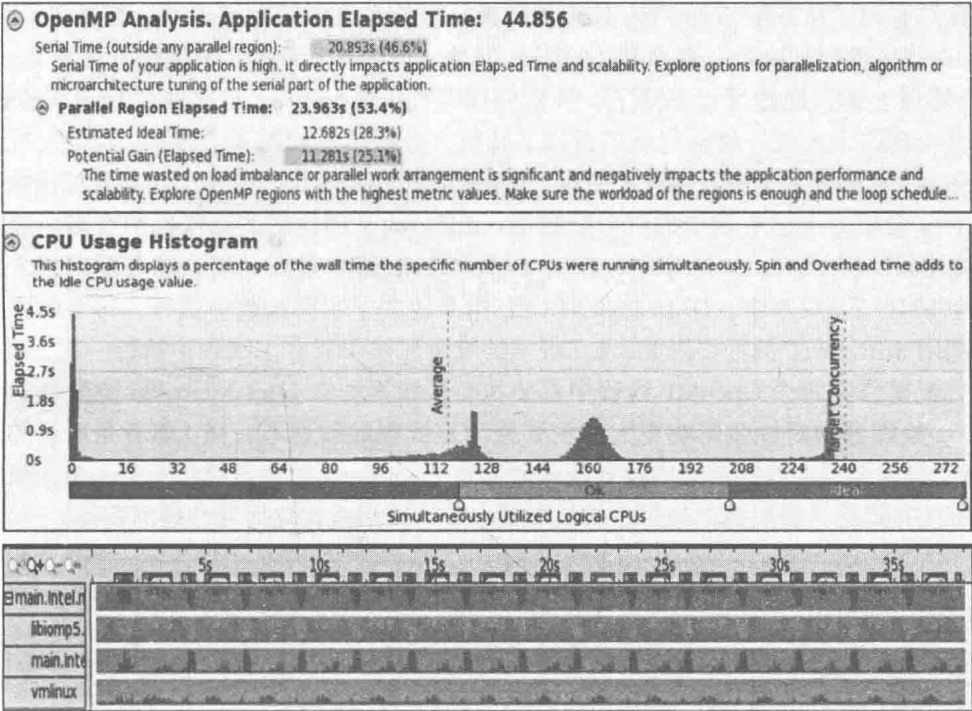 OpenMP Analysis. Application Elapsed Time: 44.856
Serial Time (outside any parallel region): 20.893s (46.6%)
Serial Time of your application is high. It directly impacts application Elapsed Time and scalability. Explore options for parallelization, algorithm or
microarchitecture tuning of the serial part of the application.
Parallel Region Elapsed Time: 23.963s (53.4%)
Estimated Ideal Time: 12.682s (28.3%)
Potential Gain (Elapsed Time): 11.281s (25.1%)
The time wasted on load imbalance or parallel work arrangement is significant and negatively impacts the application performance and
scalability. Explore OpenMP regions with the highest metric values. Make sure the workload of the regions is enough and the loop schedule...
CPU Usage Histogram
This histogram displays a percentage of the wall time the specific number of CPUs were running simultaneously. Spin and Overhead time adds to
the Idle CPU usage value.
Elapsed Time
4.5s
3.6s
2.7s
1.8s
0.9s
0s
Average
Target Concurrency
0 16 32 48 64 80 96 112 128 144 160 176 192 208 224 240 256 272
Ok Ideal
Simultaneously Utilized Logical CPUs
5s 10s 15s 20s 25s 30s 35s
main.Intel.m
libiomp5.
main.Inte
vmlinux